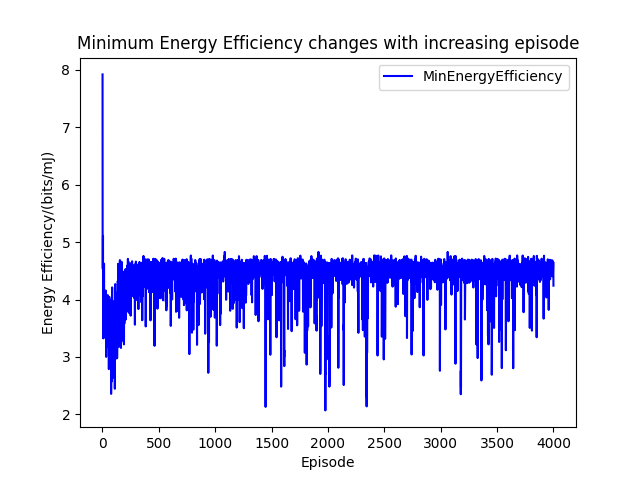 Minimum Energy Efficiency changes with increasing episode
MinEnergyEfficiency
Energy Efficiency/(bits/mJ)
8
7
6
5
4
3
2
0 500 1000 1500 2000 2500 3000 3500 4000
Episode